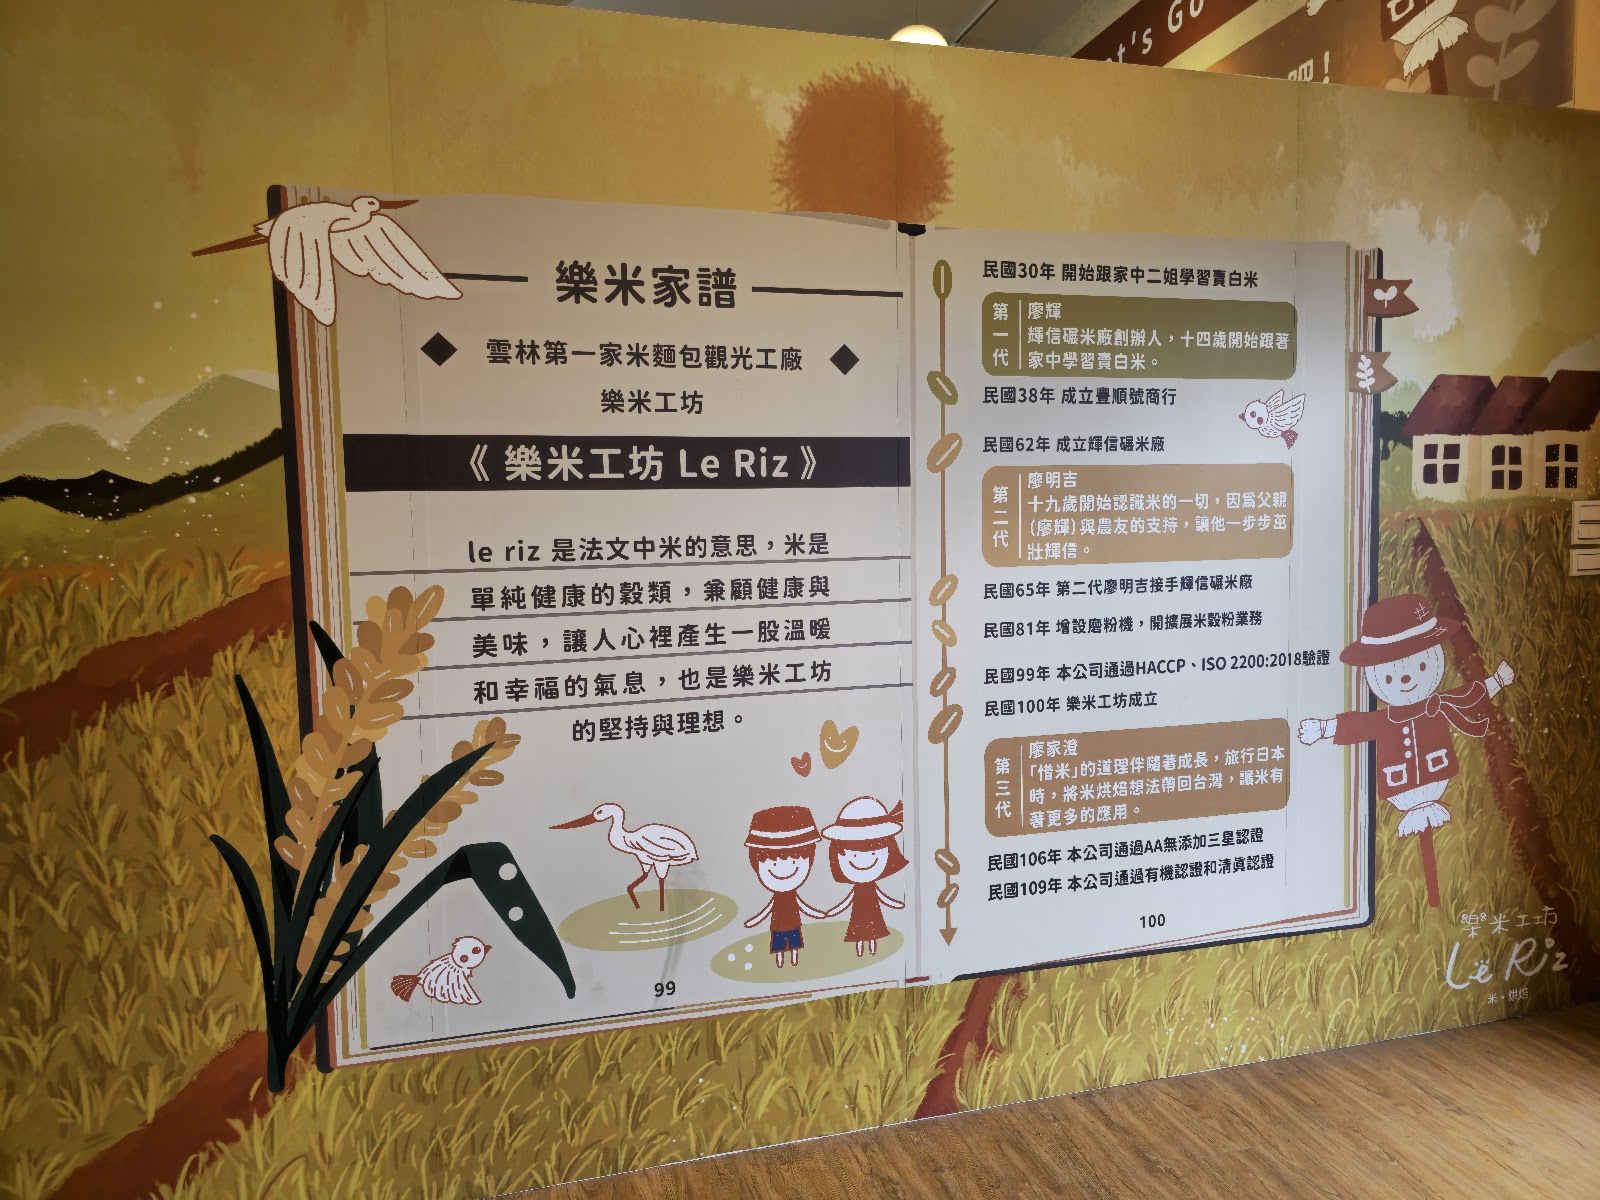 t's GO
吧！
樂米家譜
雲林第一家米麵包觀光工廠
樂米工坊
《 樂米工坊 Le Riz 》
le riz 是法文中米的意思，米是
單純健康的穀類，兼顧健康與
美味，讓人心裡產生一股溫暖
和幸福的氣息，也是樂米工坊
的堅持與理想。
99
民國30年 開始跟家中二姐學習賣白米
第一代
廖輝
輝信碾米廠創辦人，十四歲開始跟著
家中學習賣白米。
民國38年 成立豐順號商行
民國62年 成立輝信碾米廠
第二代
廖明吉
十九歲開始認識米的一切，因為父親
(廖輝)與農友的支持，讓他一步步茁
壯輝信。
民國65年 第二代廖明吉接手輝信碾米廠
民國81年 增設磨粉機，開擴展米穀粉業務
民國99年 本公司通過HACCP、ISO 2200:2018驗證
民國100年 樂米工坊成立
第三代
廖家澄
「惜米」的道理伴隨著成長，旅行日本
時，將米烘焙想法帶回台灣，讓米有
著更多的應用。
民國106年 本公司通過AA無添加三星認證
民國109年 本公司通過有機認證和清真認證
100
樂米工坊
Le Riz
米·烘焙